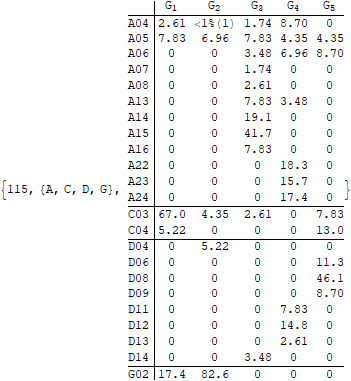 G1 G2 G3 G4 G5
A04 2.61 <1%(1) 1.74 8.70 0
A05 7.83 6.96 7.83 4.35 4.35
A06 0 0 3.48 6.96 8.70
A07 0 0 1.74 0 0
A08 0 0 2.61 0 0
A13 0 0 7.83 3.48 0
A14 0 0 19.1 0 0
A15 0 0 41.7 0 0
A16 0 0 7.83 0 0
A22 0 0 0 18.3 0
A23 0 0 0 15.7 0
{115, {A, C, D, G}, A24 0 0 0 17.4 0 }
C03 67.0 4.35 2.61 0 7.83
C04 5.22 0 0 0 13.0
D04 0 5.22 0 0 0
D06 0 0 0 0 11.3
D08 0 0 0 0 46.1
D09 0 0 0 0 8.70
D11 0 0 0 7.83 0
D12 0 0 0 14.8 0
D13 0 0 0 2.61 0
D14 0 0 3.48 0 0
G02 17.4 82.6 0 0 0